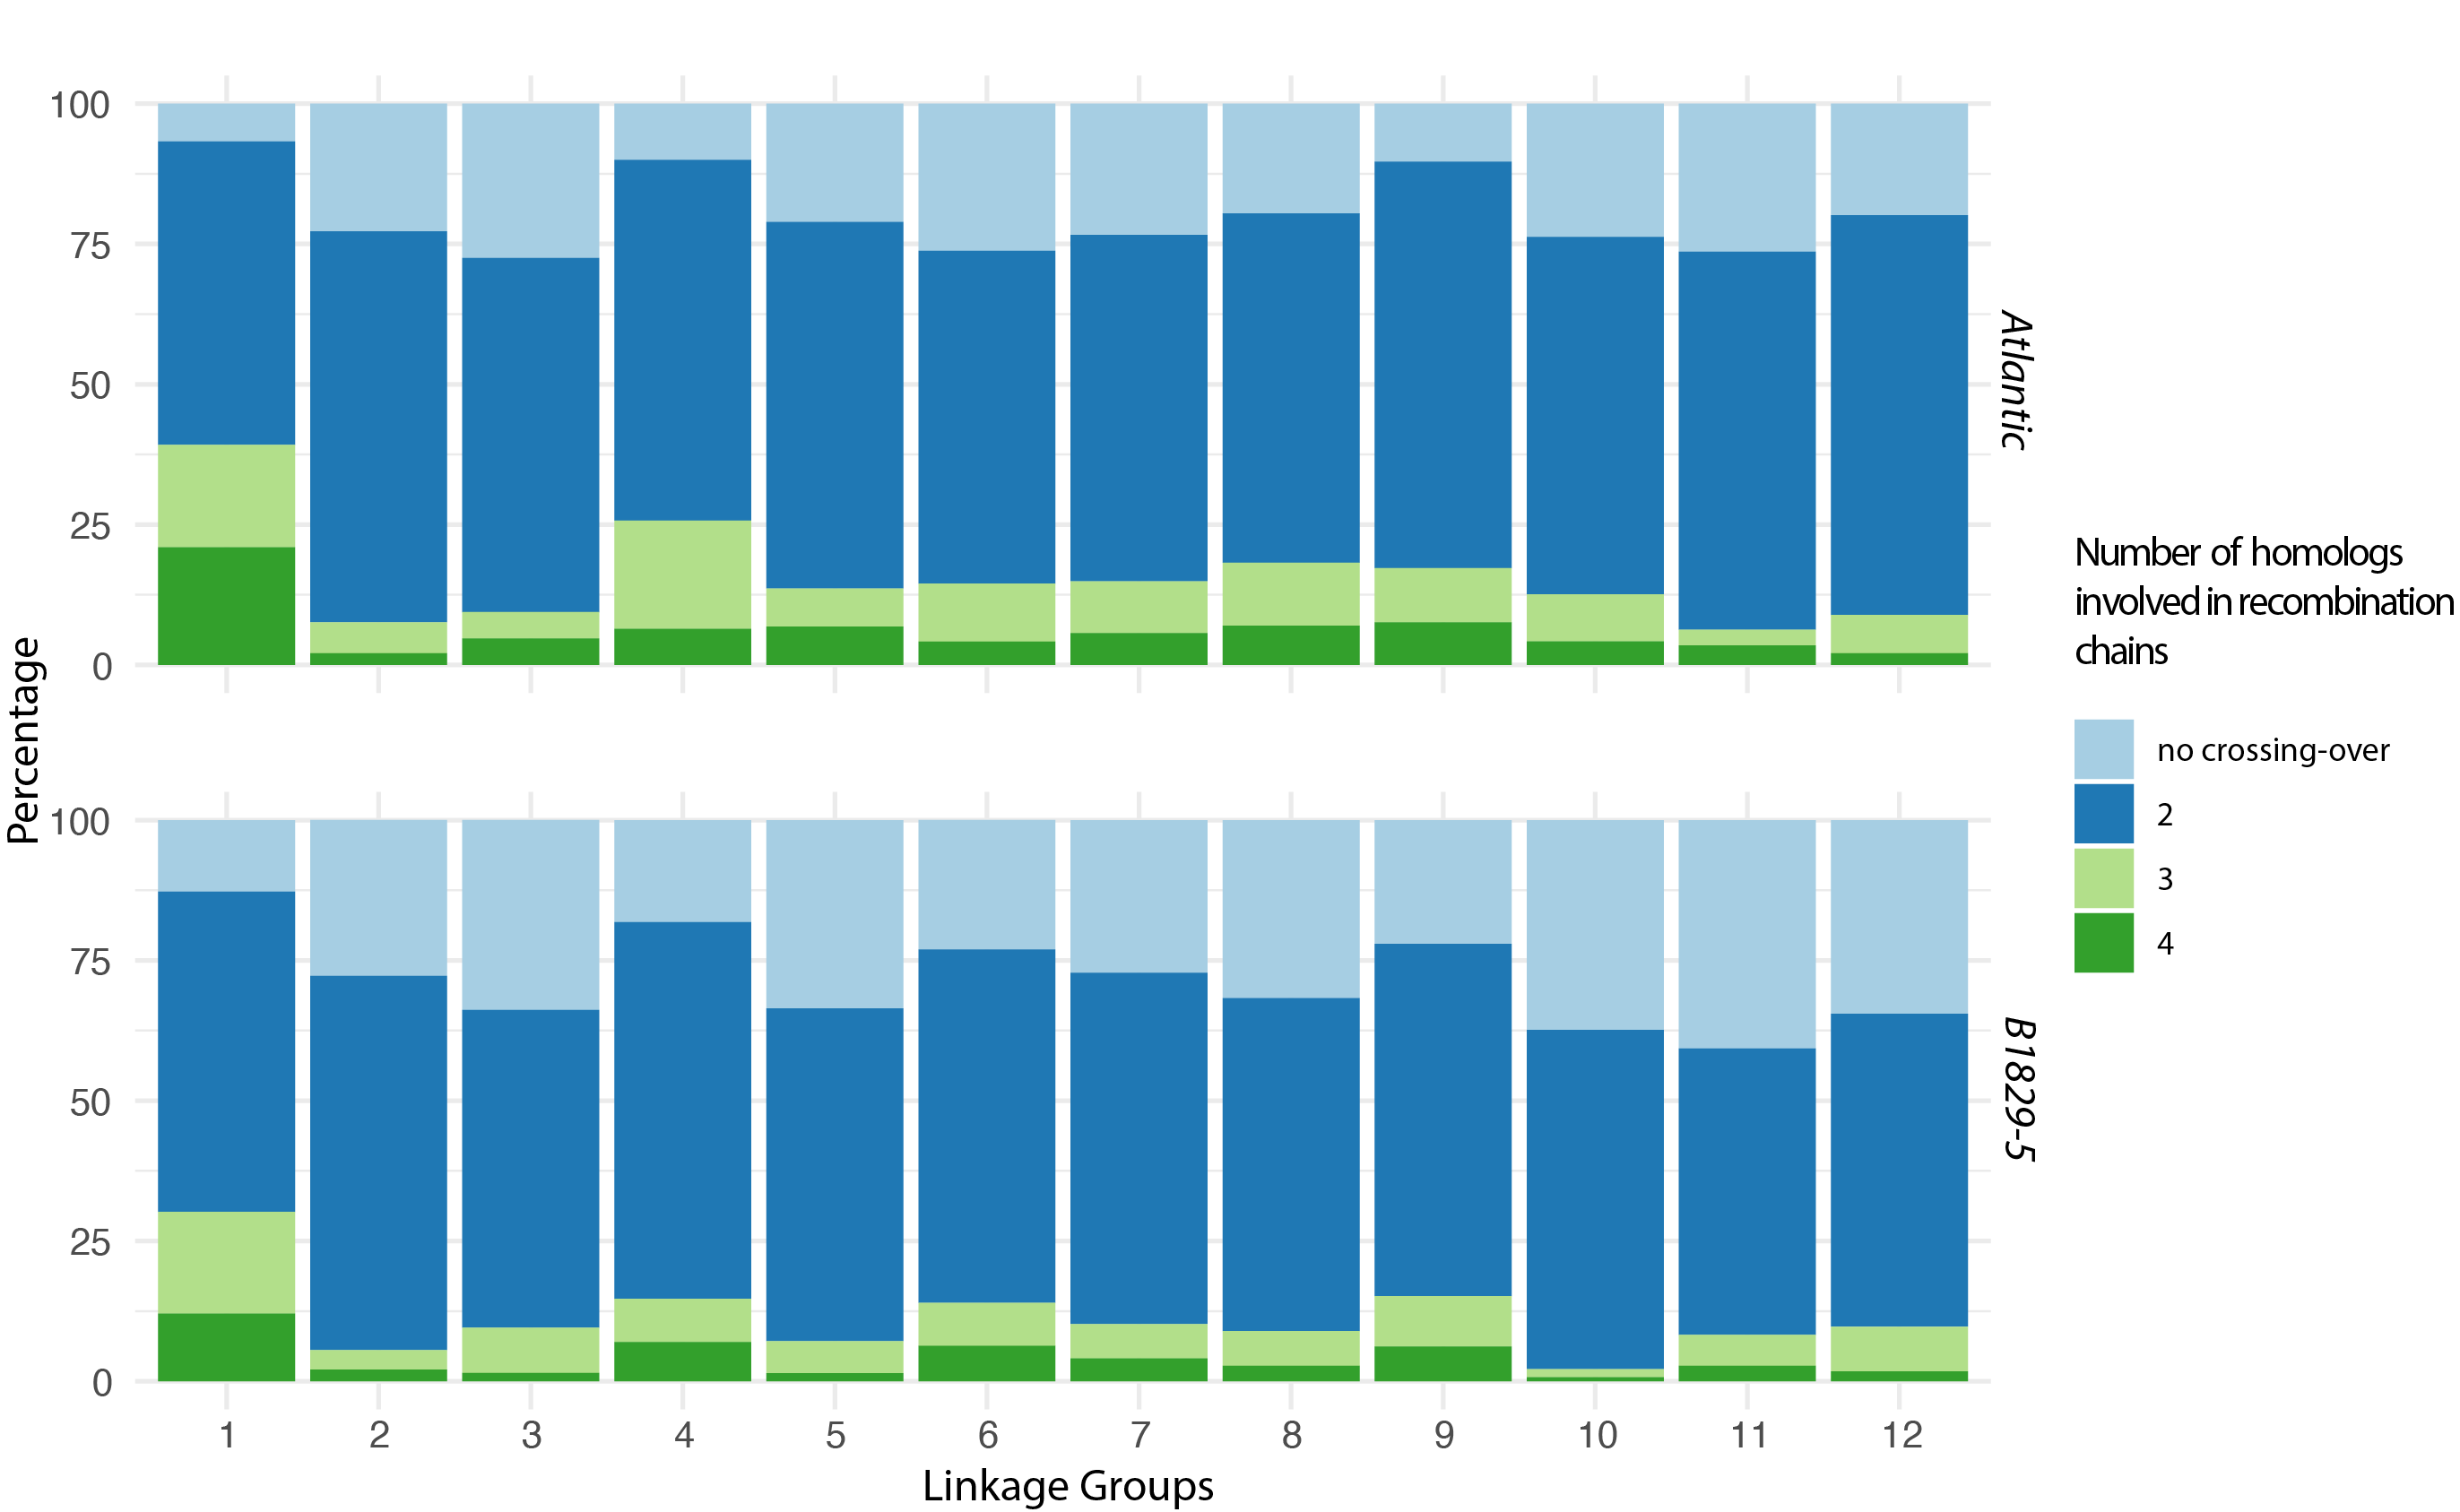 Percentage
100
75
50
25
0
Atlantic
100
75
50
25
0
B1829-5
1 2 3 4 5 6 7 8 9 10 11 12
Linkage Groups
Number of homologs
involved in recombination
chains
no crossing-over
2
3
4